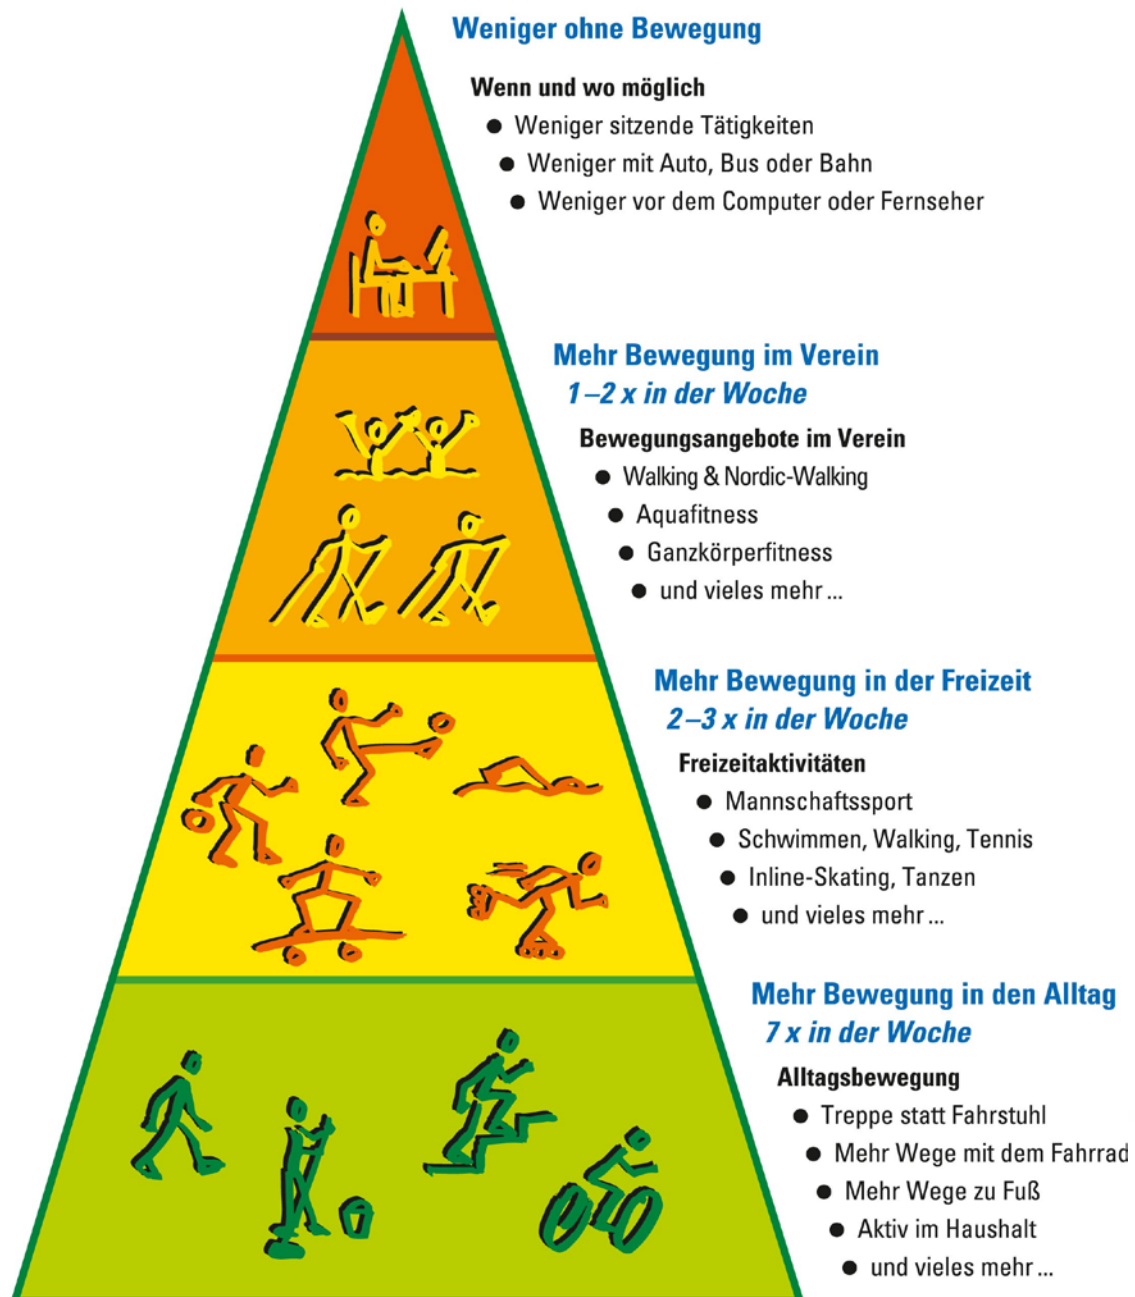 Weniger ohne Bewegung
Wenn und wo möglich
● Weniger sitzende Tätigkeiten
● Weniger mit Auto, Bus oder Bahn
● Weniger vor dem Computer oder Fernseher
Mehr Bewegung im Verein
1–2 x in der Woche
Bewegungsangebote im Verein
● Walking & Nordic-Walking
● Aquafitness
● Ganzkörperfitness
● und vieles mehr ...
Mehr Bewegung in der Freizeit
2–3 x in der Woche
Freizeitaktivitäten
● Mannschaftssport
● Schwimmen, Walking, Tennis
● Inline-Skating, Tanzen
● und vieles mehr ...
Mehr Bewegung in den Alltag
7 x in der Woche
Alltagsbewegung
● Treppe statt Fahrstuhl
● Mehr Wege mit dem Fahrrad
● Mehr Wege zu Fuß
● Aktiv im Haushalt
● und vieles mehr ...